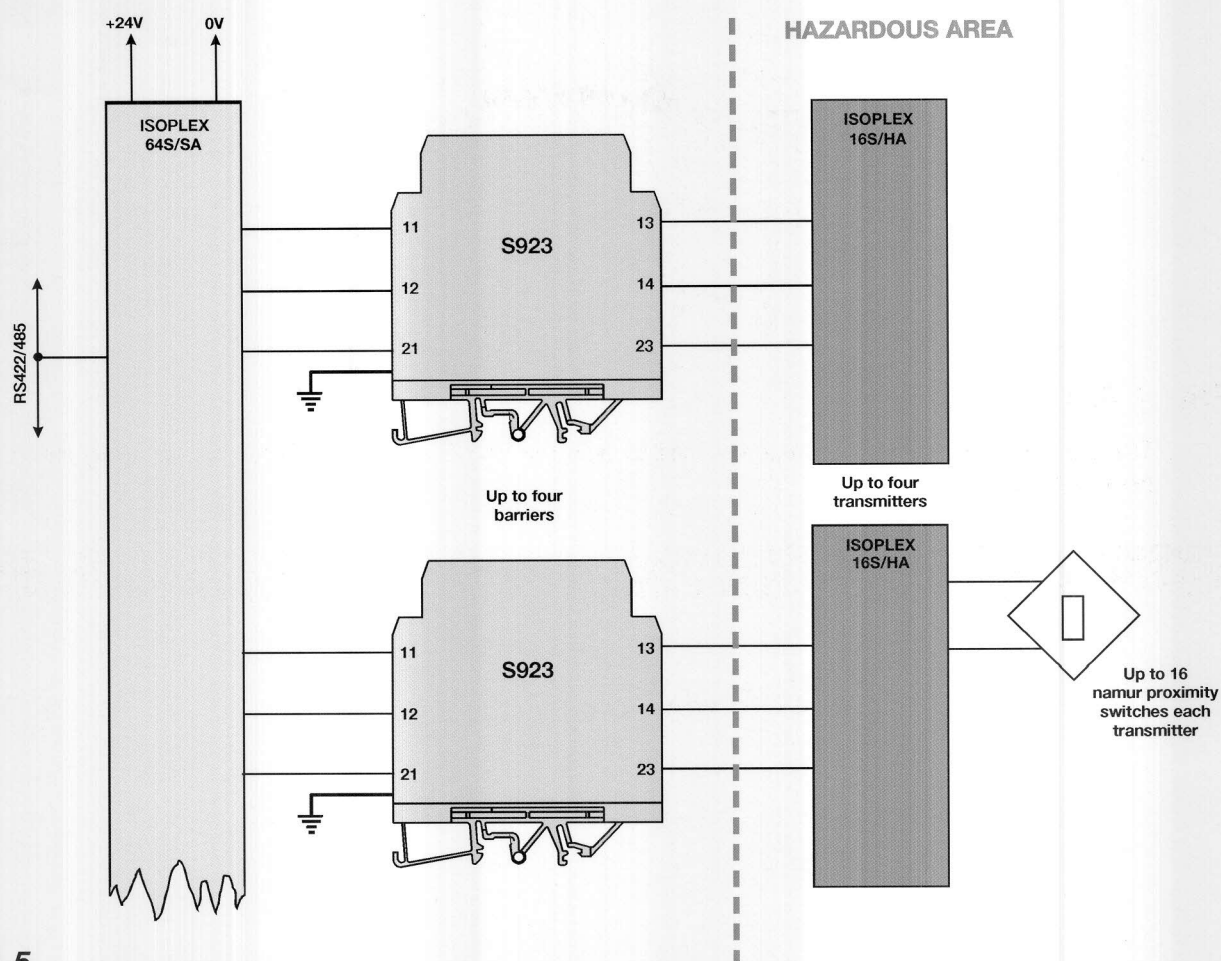 +24V
0V
HAZARDOUS AREA
ISOPLEX
64S/SA
ISOPLEX
16S/HA
11
S923
13
12
14
21
23
RS422/485
Up to four
barriers
Up to four
transmitters
ISOPLEX
16S/HA
11
S923
13
12
14
21
23
Up to 16
namur proximity
switches each
transmitter
5